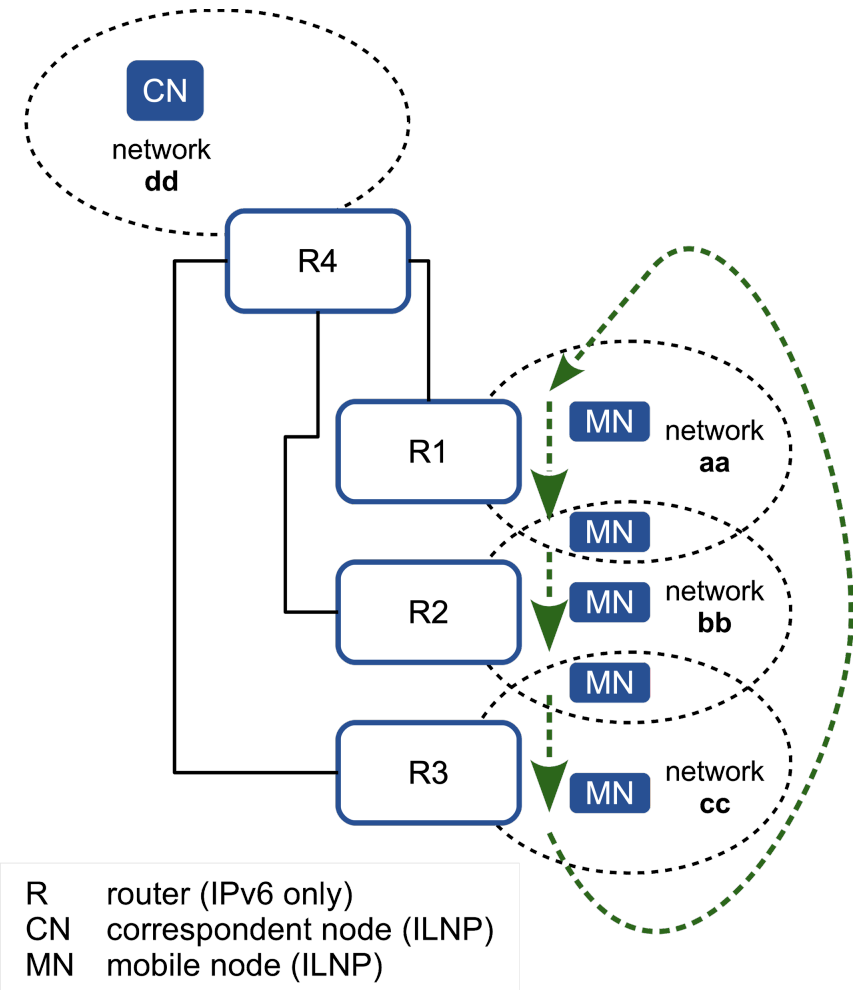 CN
network
dd
R4
R1
MN
network
aa
MN
R2
MN
network
bb
MN
R3
MN
network
cc
R router (IPv6 only)
CN correspondent node (ILNP)
MN mobile node (ILNP)